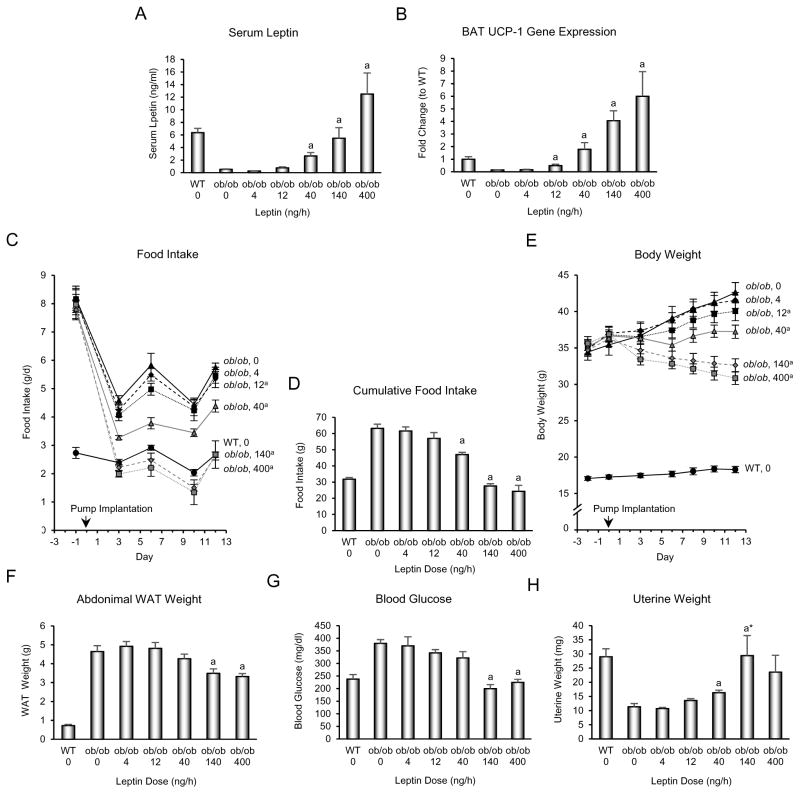 A
Serum Leptin
Serum Lpetin (ng/ml)
18
16
14
12
10
8
6
4
2
0
a
a
a
WT ob/ob ob/ob ob/ob ob/ob ob/ob ob/ob
0 0 4 12 40 140 400
Leptin (ng/h)
B
BAT UCP-1 Gene Expression
Fold Change (to WT)
9
8
7
6
5
4
3
2
1
0
a
a
a
a
WT ob/ob ob/ob ob/ob ob/ob ob/ob ob/ob
0 0 4 12 40 140 400
Leptin (ng/h)
C
Food Intake
Food Intake (g/d)
9
8
7
6
5
4
3
2
1
0
ob/ob, 0
ob/ob, 4
ob/ob, 12a
ob/ob, 40a
WT, 0
ob/ob, 140a
ob/ob, 400a
Pump Implantation
-3 -1 1 3 5 7 9 11 13
Day
D
Cumulative Food Intake
Food Intake (g)
70
60
50
40
30
20
10
0
a
a
a
WT ob/ob ob/ob ob/ob ob/ob ob/ob ob/ob
0 0 4 12 40 140 400
Leptin Dose (ng/h)
E
Body Weight
Body Weight (g)
45
40
35
30
25
20
15
0
ob/ob, 0
ob/ob, 4
ob/ob, 12a
ob/ob, 40a
ob/ob, 140a
ob/ob, 400a
WT, 0
Pump Implantation
-3 -1 1 3 5 7 9 11 13
Day
F
Abdonimal WAT Weight
WAT Weight (g)
6
5
4
3
2
1
0
a
a
WT ob/ob ob/ob ob/ob ob/ob ob/ob ob/ob
0 0 4 12 40 140 400
Leptin Dose (ng/h)
G
Blood Glucose
Blood Glucose (mg/dl)
450
400
350
300
250
200
150
100
50
0
a
a
WT ob/ob ob/ob ob/ob ob/ob ob/ob ob/ob
0 0 4 12 40 140 400
Leptin Dose (ng/h)
H
Uterine Weight
Uterine Weight (mg)
40
35
30
25
20
15
10
5
0
a
a*
WT ob/ob ob/ob ob/ob ob/ob ob/ob ob/ob
0 0 4 12 40 140 400
Leptin Dose (ng/h)